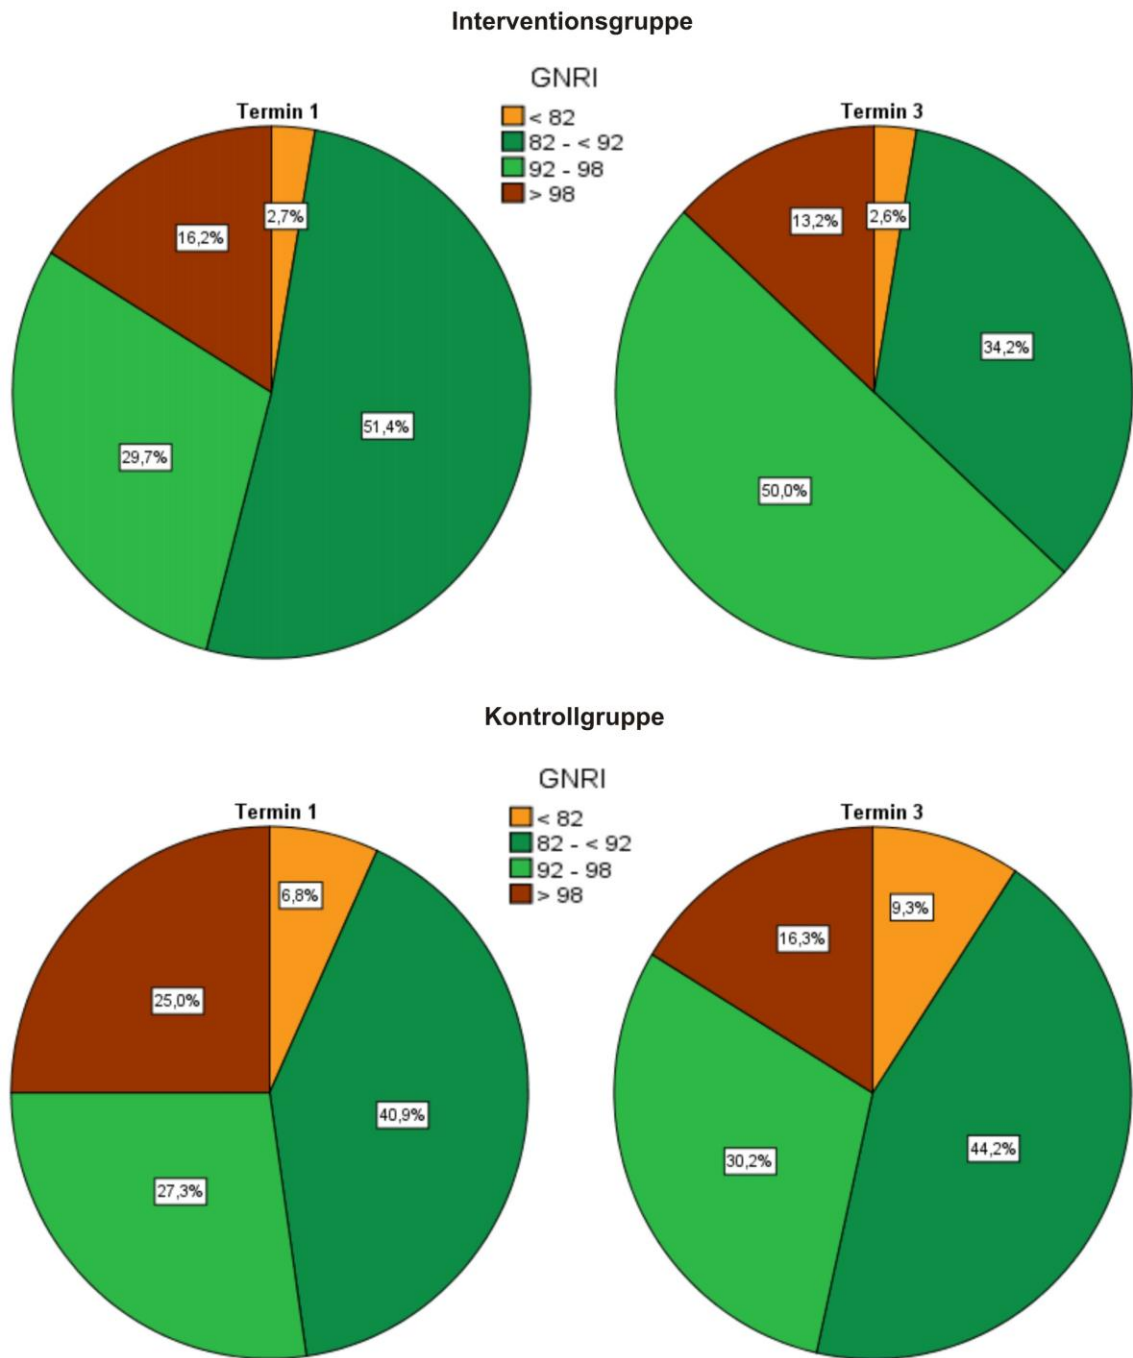 Interventionsgruppe
GNRI
< 82
82 - < 92
92 - 98
> 98
Termin 1
2,7%
51,4%
29,7%
16,2%
Termin 3
2,6%
34,2%
50,0%
13,2%
Kontrollgruppe
GNRI
< 82
82 - < 92
92 - 98
> 98
Termin 1
6,8%
40,9%
27,3%
25,0%
Termin 3
9,3%
44,2%
30,2%
16,3%